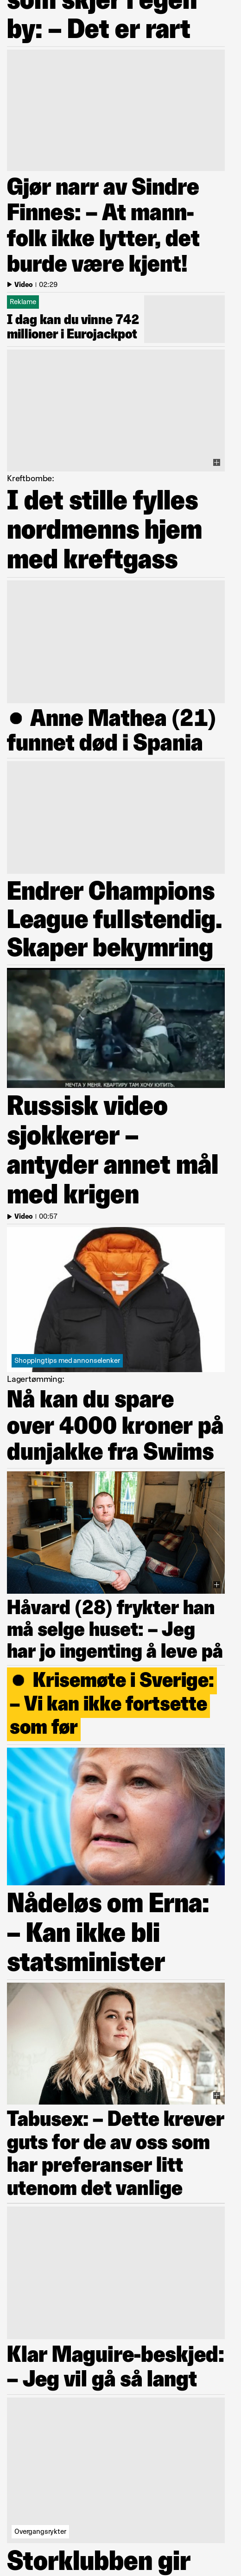 som skjer i egen
by: – Det er rart
Gjør narr av Sindre
Finnes: – At mann-
folk ikke lytter, det
burde være kjent!
Video | 02:29
Reklame
I dag kan du vinne 742
millioner i Eurojackpot
Kreftbombe:
I det stille fylles
nordmenns hjem
med kreftgass
● Anne Mathea (21)
funnet død i Spania
Endrer Champions
League fullstendig.
Skaper bekymring
МЕЧТА У МЕНЯ. КВАРТИРУ ТАМ ХОЧУ КУПИТЬ.
Russisk video
sjokkerer –
antyder annet mål
med krigen
Video | 00:57
Shoppingtips med annonselenker
Lagertømming:
Nå kan du spare
over 4000 kroner på
dunjakke fra Swims
Håvard (28) frykter han
må selge huset: – Jeg
har jo ingenting å leve på
● Krisemøte i Sverige:
– Vi kan ikke fortsette
som før
Nådeløs om Erna:
– Kan ikke bli
statsminister
Tabusex: – Dette krever
guts for de av oss som
har preferanser litt
utenom det vanlige
Klar Maguire-beskjed:
– Jeg vil gå så langt
Overgangsrykter
Storklubben gir